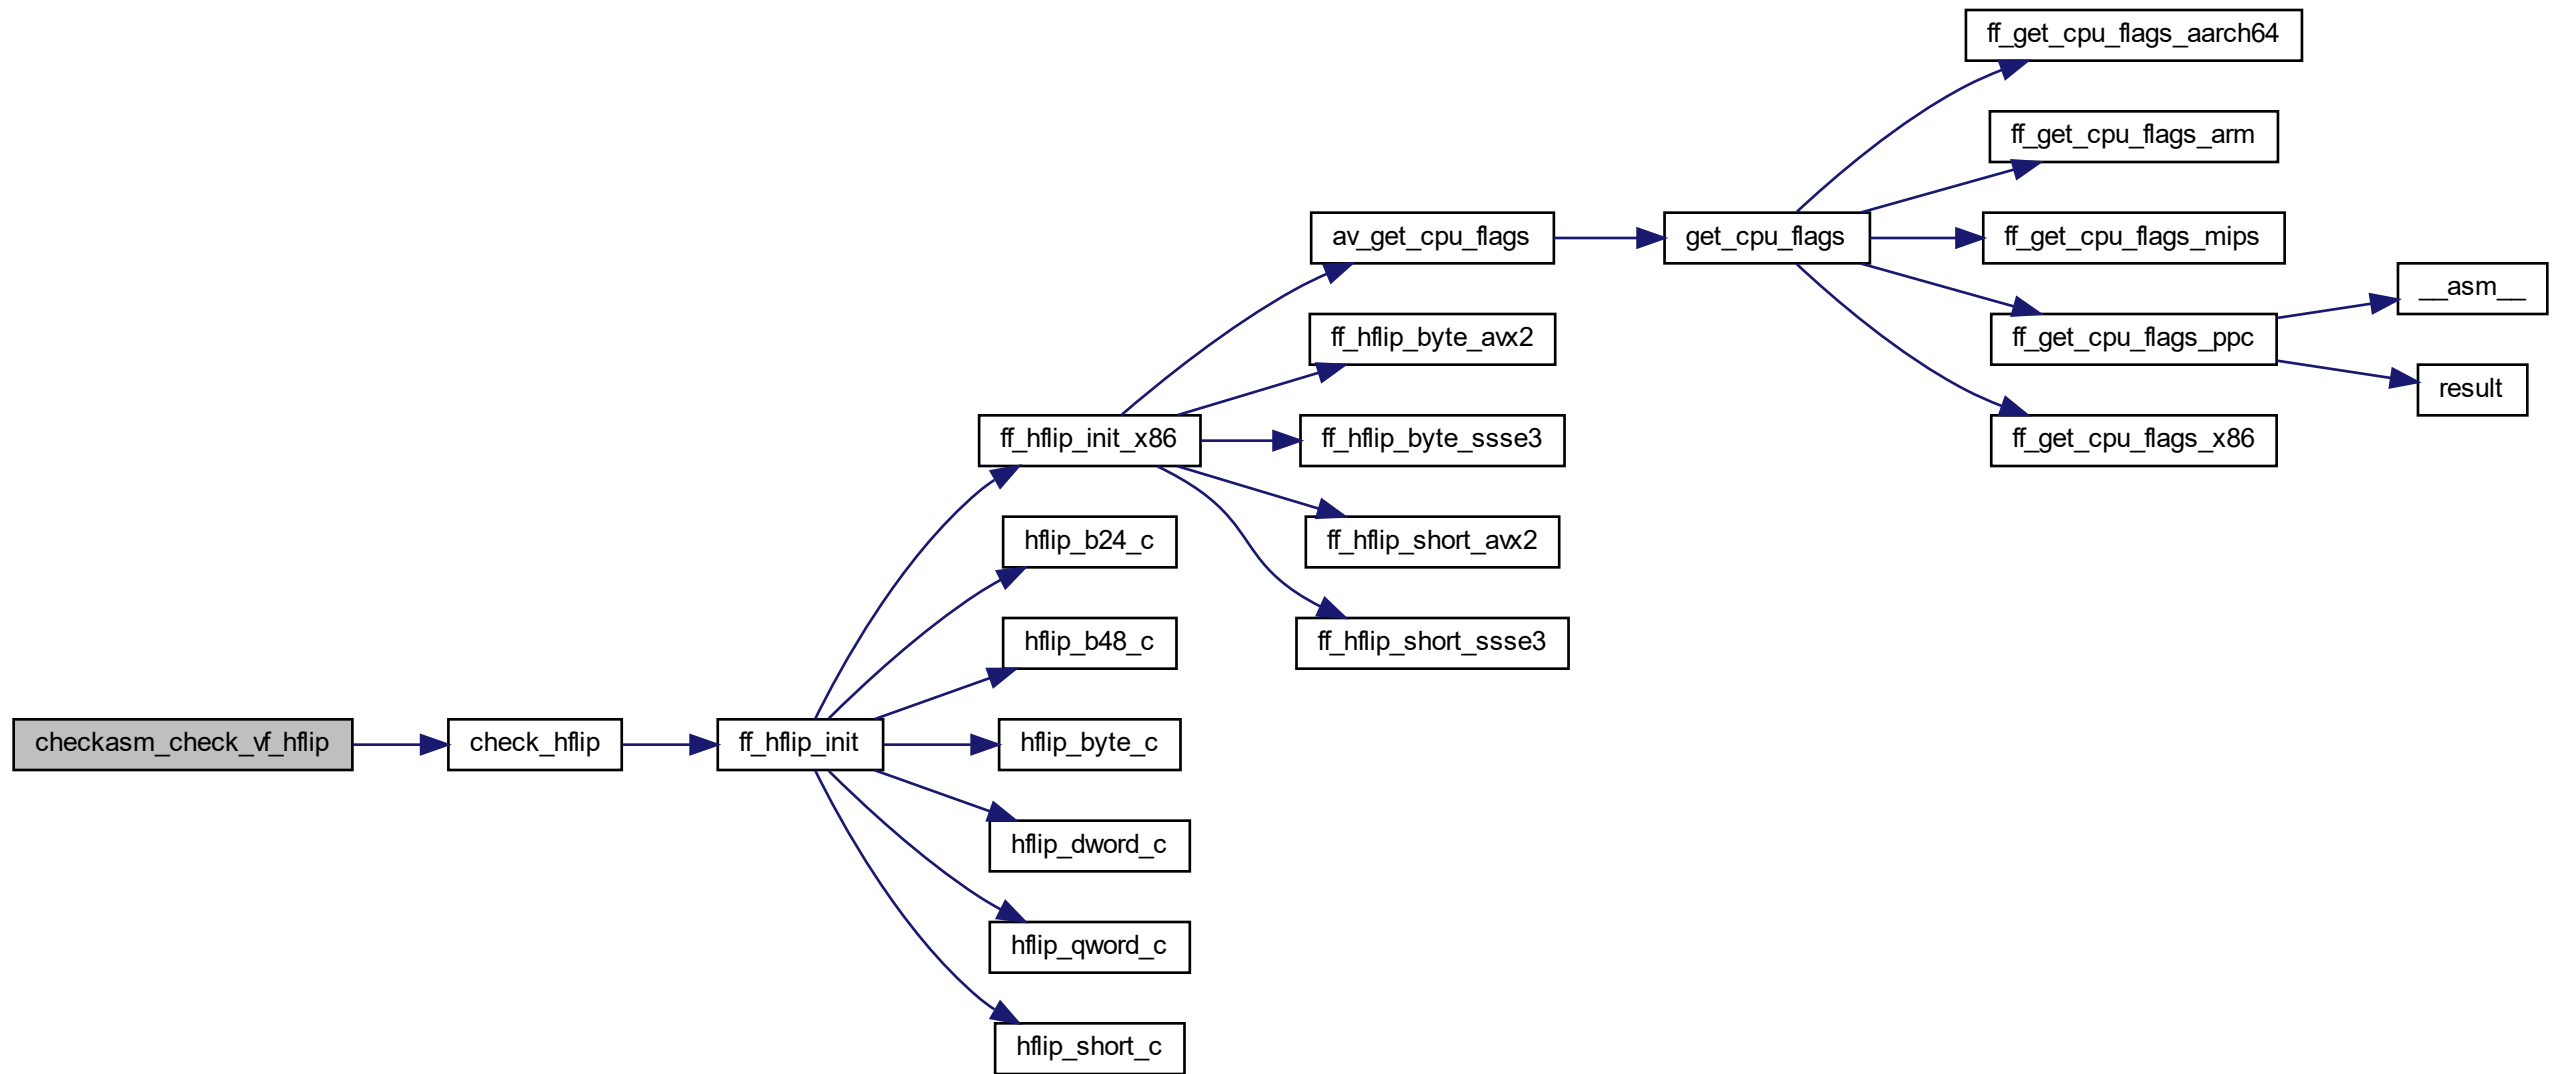 ff_get_cpu_flags_aarch64
ff_get_cpu_flags_arm
av_get_cpu_flags
get_cpu_flags
ff_get_cpu_flags_mips
__asm__
ff_hflip_byte_avx2
ff_get_cpu_flags_ppc
result
ff_hflip_init_x86
ff_hflip_byte_ssse3
ff_get_cpu_flags_x86
hflip_b24_c
ff_hflip_short_avx2
hflip_b48_c
ff_hflip_short_ssse3
checkasm_check_vf_hflip
check_hflip
ff_hflip_init
hflip_byte_c
hflip_dword_c
hflip_qword_c
hflip_short_c